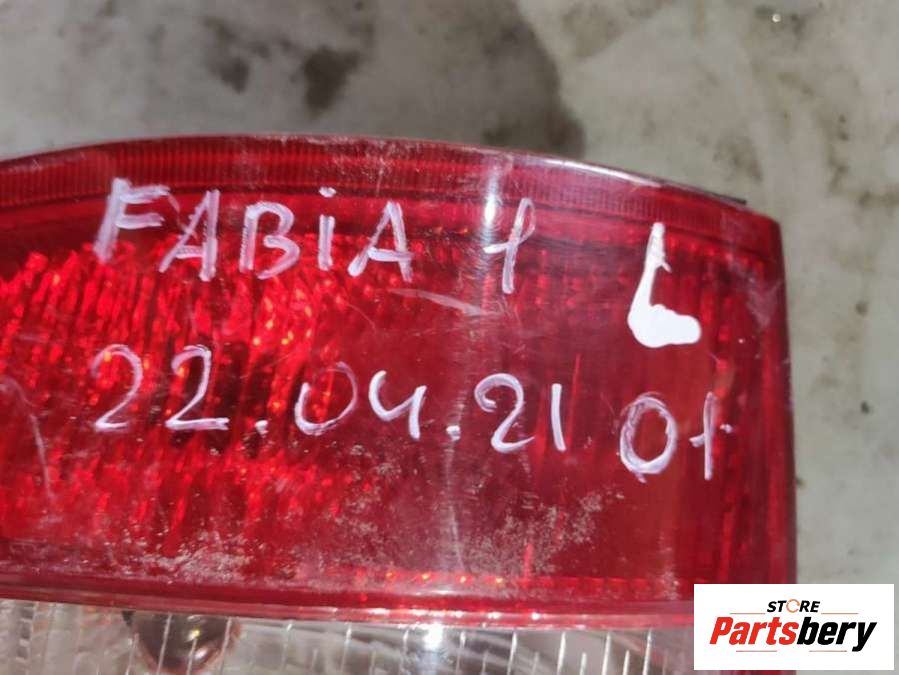 FABIA 1 L
22.04.21 01
STORE
Partsbery